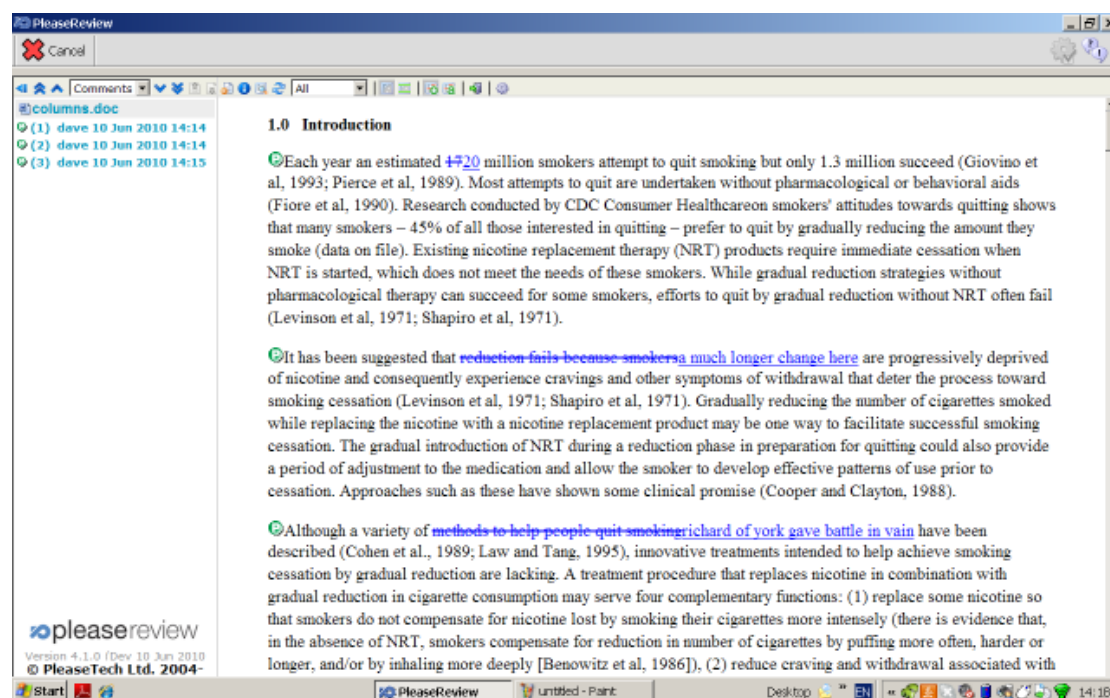 PleaseReview
Cancel
Comments
All
columns.doc
(1) dave 10 Jun 2010 14:14
(2) dave 10 Jun 2010 14:14
(3) dave 10 Jun 2010 14:15
1.0 Introduction
Each year an estimated 1720 million smokers attempt to quit smoking but only 1.3 million succeed (Giovino et
al, 1993; Pierce et al, 1989). Most attempts to quit are undertaken without pharmacological or behavioral aids
(Fiore et al, 1990). Research conducted by CDC Consumer Healthcareon smokers' attitudes towards quitting shows
that many smokers – 45% of all those interested in quitting – prefer to quit by gradually reducing the amount they
smoke (data on file). Existing nicotine replacement therapy (NRT) products require immediate cessation when
NRT is started, which does not meet the needs of these smokers. While gradual reduction strategies without
pharmacological therapy can succeed for some smokers, efforts to quit by gradual reduction without NRT often fail
(Levinson et al, 1971; Shapiro et al, 1971).
It has been suggested that reduction fails because smokersa much longer change here are progressively deprived
of nicotine and consequently experience cravings and other symptoms of withdrawal that deter the process toward
smoking cessation (Levinson et al, 1971; Shapiro et al, 1971). Gradually reducing the number of cigarettes smoked
while replacing the nicotine with a nicotine replacement product may be one way to facilitate successful smoking
cessation. The gradual introduction of NRT during a reduction phase in preparation for quitting could also provide
a period of adjustment to the medication and allow the smoker to develop effective patterns of use prior to
cessation. Approaches such as these have shown some clinical promise (Cooper and Clayton, 1988).
Although a variety of methods to help people quit smokingrichard of york gave battle in vain have been
described (Cohen et al., 1989; Law and Tang, 1995), innovative treatments intended to help achieve smoking
cessation by gradual reduction are lacking. A treatment procedure that replaces nicotine in combination with
gradual reduction in cigarette consumption may serve four complementary functions: (1) replace some nicotine so
that smokers do not compensate for nicotine lost by smoking their cigarettes more intensely (there is evidence that,
in the absence of NRT, smokers compensate for reduction in number of cigarettes by puffing more often, harder or
longer, and/or by inhaling more deeply [Benowitz et al, 1986]), (2) reduce craving and withdrawal associated with
pleasereview
Version 4.1.0 (Dev 10 Jun 2010
© PleaseTech Ltd. 2004-
Start
PleaseReview
untitled - Paint
Desktop
EN
14:16